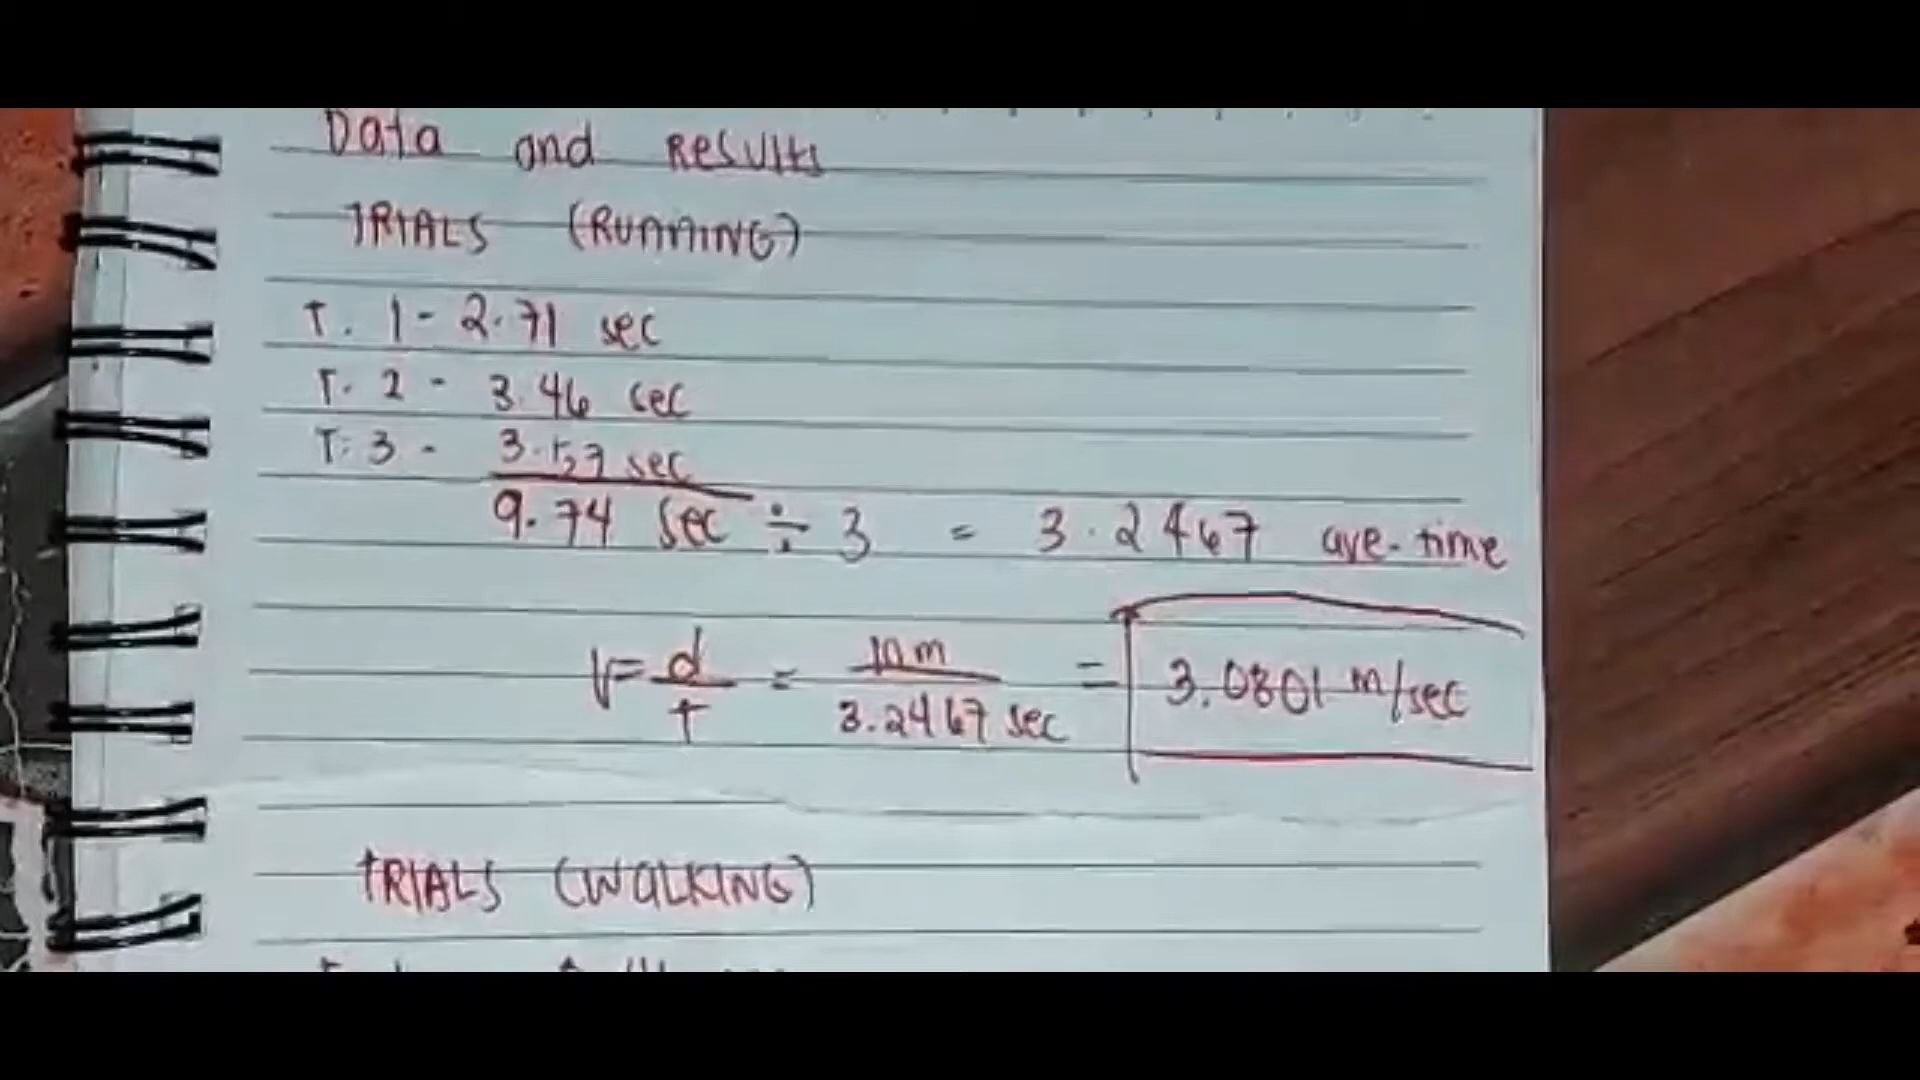 Data and Results
TRIALS (RUNNING)
T. 1 - 2.71 sec
T. 2 - 3.46 sec
T. 3 - 3.57 sec
9.74 sec ÷ 3 = 3.2467 ave. time
V = d/t = 10m/3.2467 sec = 3.0801 m/sec
TRIALS (WALKING)